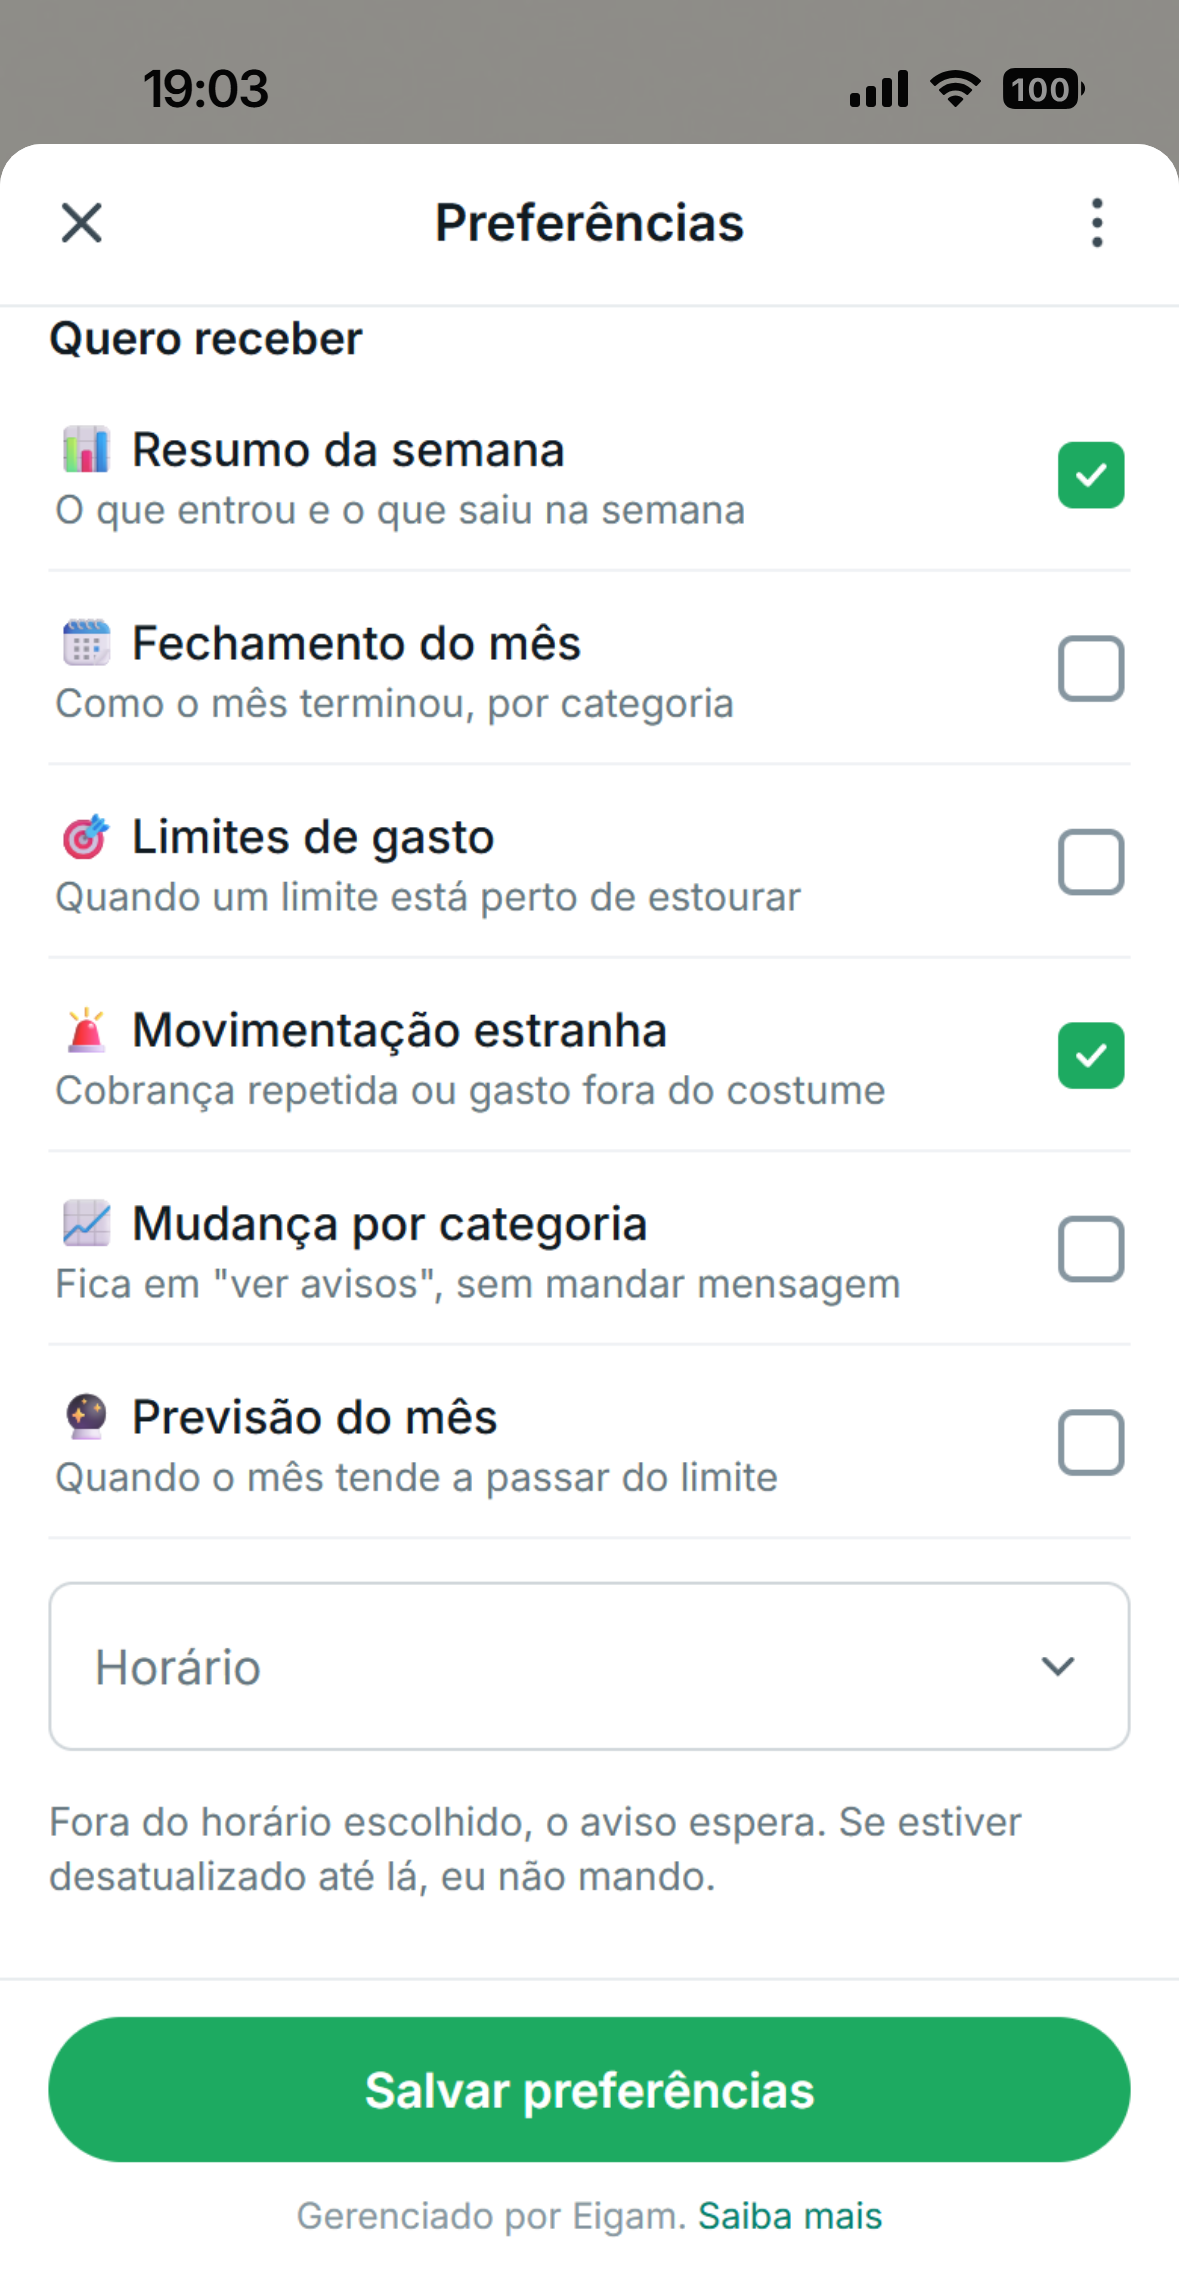 19:03
100
Preferências
Quero receber
Resumo da semana
O que entrou e o que saiu na semana
Fechamento do mês
Como o mês terminou, por categoria
Limites de gasto
Quando um limite está perto de estourar
Movimentação estranha
Cobrança repetida ou gasto fora do costume
Mudança por categoria
Fica em "ver avisos", sem mandar mensagem
Previsão do mês
Quando o mês tende a passar do limite
Horário
Fora do horário escolhido, o aviso espera. Se estiver
desatualizado até lá, eu não mando.
Salvar preferências
Gerenciado por Eigam. Saiba mais